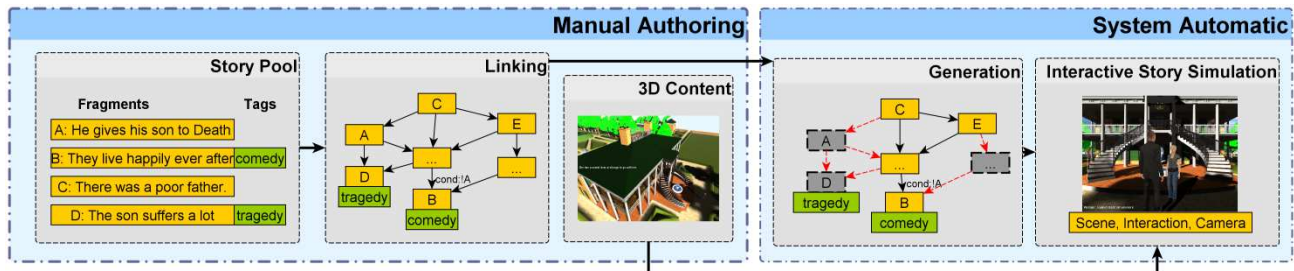 Manual Authoring
System Automatic
Story Pool
Fragments Tags
A: He gives his son to Death
B: They live happily ever after comedy
C: There was a poor father.
D: The son suffers a lot tragedy
Linking
C
A
E
...
D
...
cond:!A
tragedy
B
comedy
3D Content
Generation
C
A
E
...
...
D
cond:!A
tragedy
B
comedy
Interactive Story Simulation
Scene, Interaction, Camera